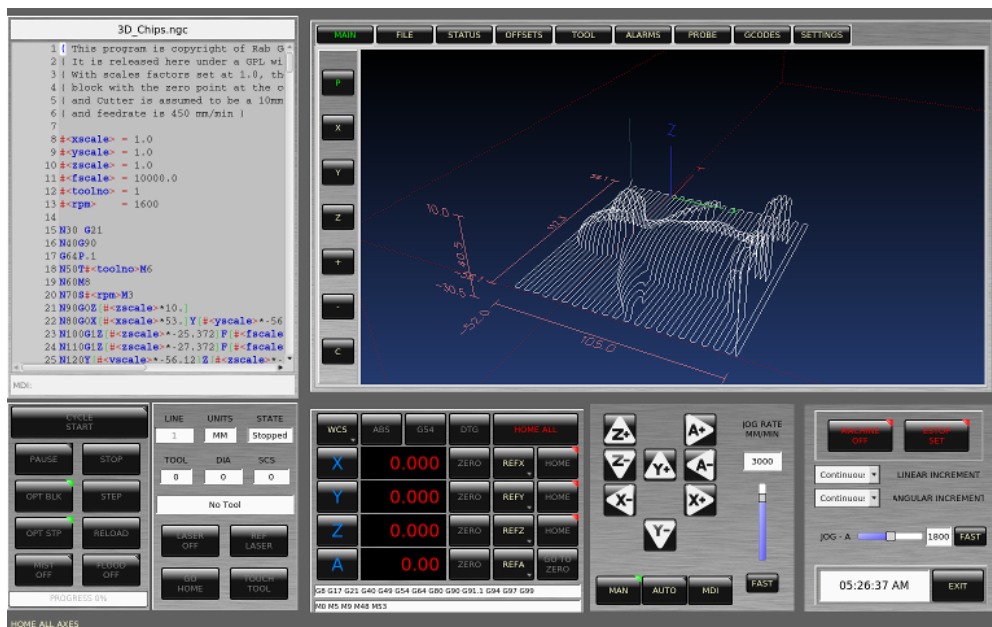 3D_Chips.ngc
1 ( This program is copyright of Rab G
2 ( It is released here under a GPL wi
3 ( With scales factors set at 1.0, th
4 ( block with the zero point at the c
5 ( and Cutter is assumed to be a 10mm
6 ( and feedrate is 450 mm/min )
7
8 #<xscale> = 1.0
9 #<yscale> = 1.0
10 #<zscale> = 1.0
11 #<fscale> = 10000.0
12 #<toolno> = 1
13 #<rpm> = 1600
14
15 N30 G21
16 N40G90
17 G64P.1
18 N50T#<toolno>M6
19 N60M8
20 N70S#<rpm>M3
21 N90G0Z[#<zscale>*10.]
22 N80G0X[#<xscale>*53.]Y[#<yscale>*-56
23 N100G1Z[#<zscale>*-25.372]F[#<fscale
24 N110G1Z[#<zscale>*-27.372]F[#<fscale
25 N120Y[#<yscale>*-56.12]Z[#<zscale>*-
MDI:
MAIN FILE STATUS OFFSETS TOOL ALARMS PROBE GCODES SETTINGS
P
X
Y
Z
+
-
C
Z
10.0
40.5
-30.5
-52.0
105.0
CYCLE
START
PAUSE STOP
OPT BLK STEP
OPT STP RELOAD
MIST
OFF
FLOOD
OFF
PROGRESS 0%
LINE UNITS STATE
1 MM Stopped
TOOL DIA SCS
0 0 0
No Tool
LASER
OFF
REF
LASER
GO
HOME
TOUCH
TOOL
WCS ABS G54 DTG HOME ALL
X 0.000 ZERO REFX HOME
Y 0.000 ZERO REFY HOME
Z 0.000 ZERO REFZ HOME
A 0.00 ZERO REFA GO TO
ZERO
G8 G17 G21 G40 G49 G54 G64 G80 G90 G91.1 G94 G97 G99
M0 M5 M9 M48 M53
Z+ A+
Z- Y+ A-
X- X+
Y-
JOG RATE
MM/MIN
3000
FAST
MAN AUTO MDI
MACHINE
OFF
ESTOP
SET
Continuous LINEAR INCREMENT
Continuous ANGULAR INCREMENT
JOG - A 1800 FAST
05:26:37 AM EXIT
HOME ALL AXES